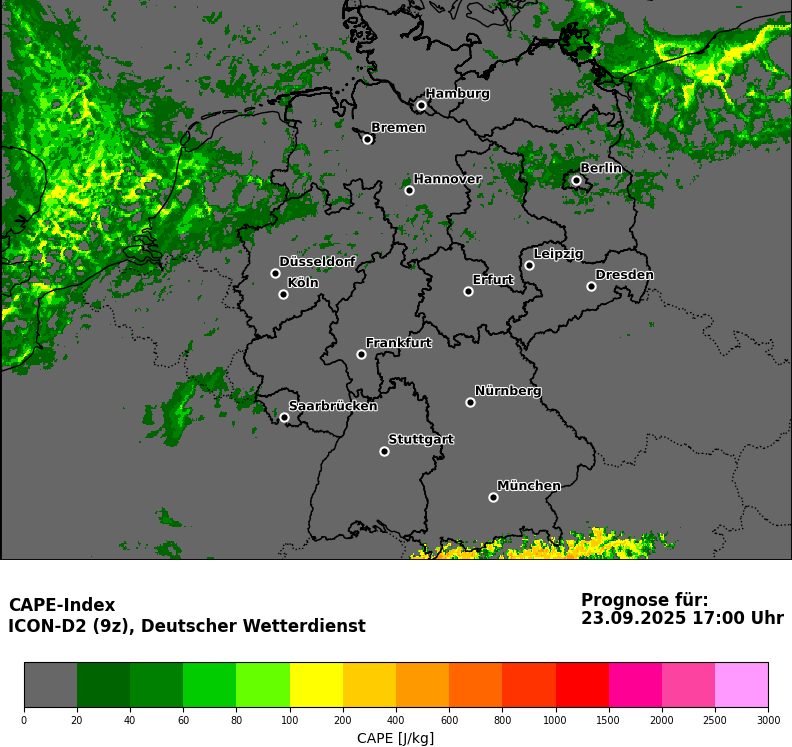 Hamburg
Bremen
Berlin
Hannover
Leipzig
Düsseldorf
Dresden
Erfurt
Köln
Frankfurt
Nürnberg
Saarbrücken
Stuttgart
München
CAPE-Index
ICON-D2 (9z), Deutscher Wetterdienst
Prognose für:
23.09.2025 17:00 Uhr
0 20 40 60 80 100 200 400 600 800 1000 1500 2000 2500 3000
CAPE [J/kg]